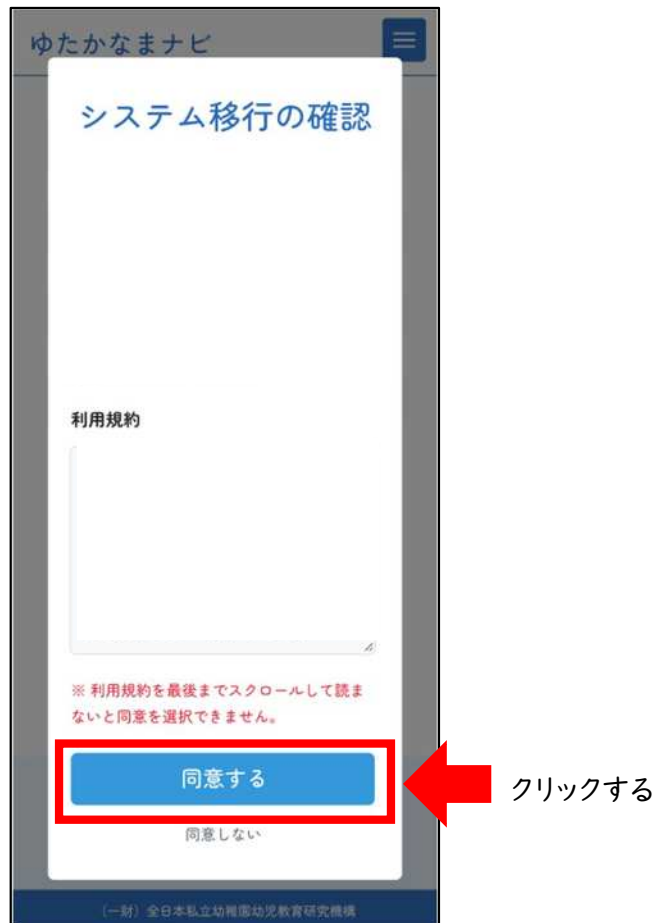 ゆたかなまナビ
システム移行の確認
利用規約
※ 利用規約を最後までスクロールして読ま
ないと同意を選択できません。
同意する
クリックする
同意しない
(一財) 全日本私立幼稚園幼児教育研究機構